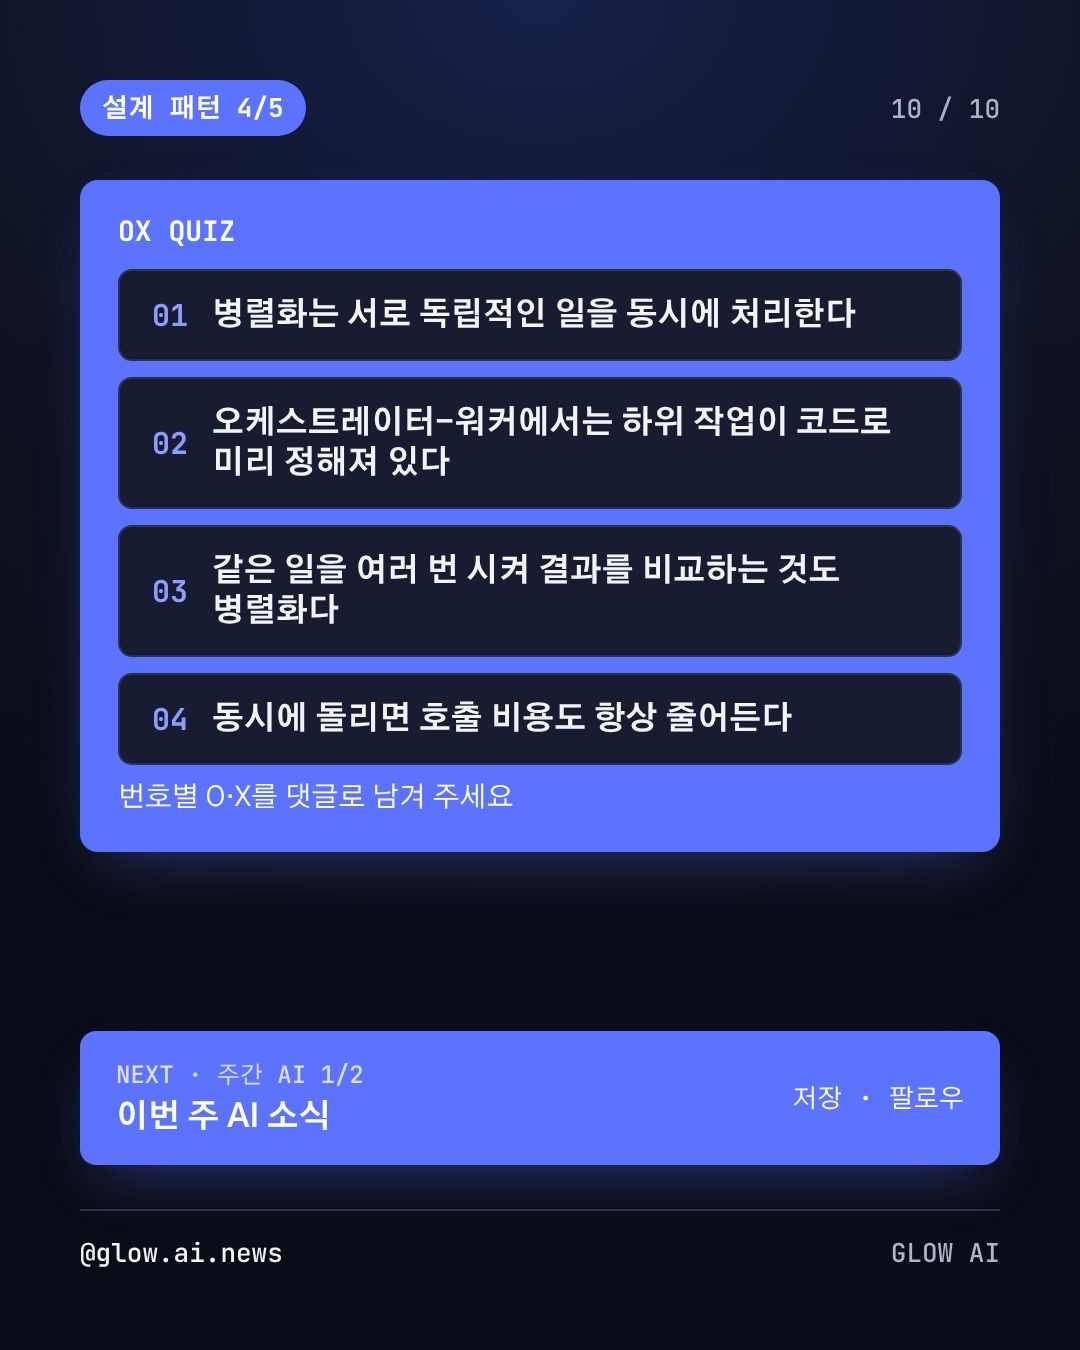 설계 패턴 4/5
10 / 10
OX QUIZ
01 병렬화는 서로 독립적인 일을 동시에 처리한다
02 오케스트레이터-워커에서는 하위 작업이 코드로
미리 정해져 있다
03 같은 일을 여러 번 시켜 결과를 비교하는 것도
병렬화다
04 동시에 돌리면 호출 비용도 항상 줄어든다
번호별 O·X를 댓글로 남겨 주세요
NEXT · 주간 AI 1/2
이번 주 AI 소식
저장 · 팔로우
@glow.ai.news
GLOW AI